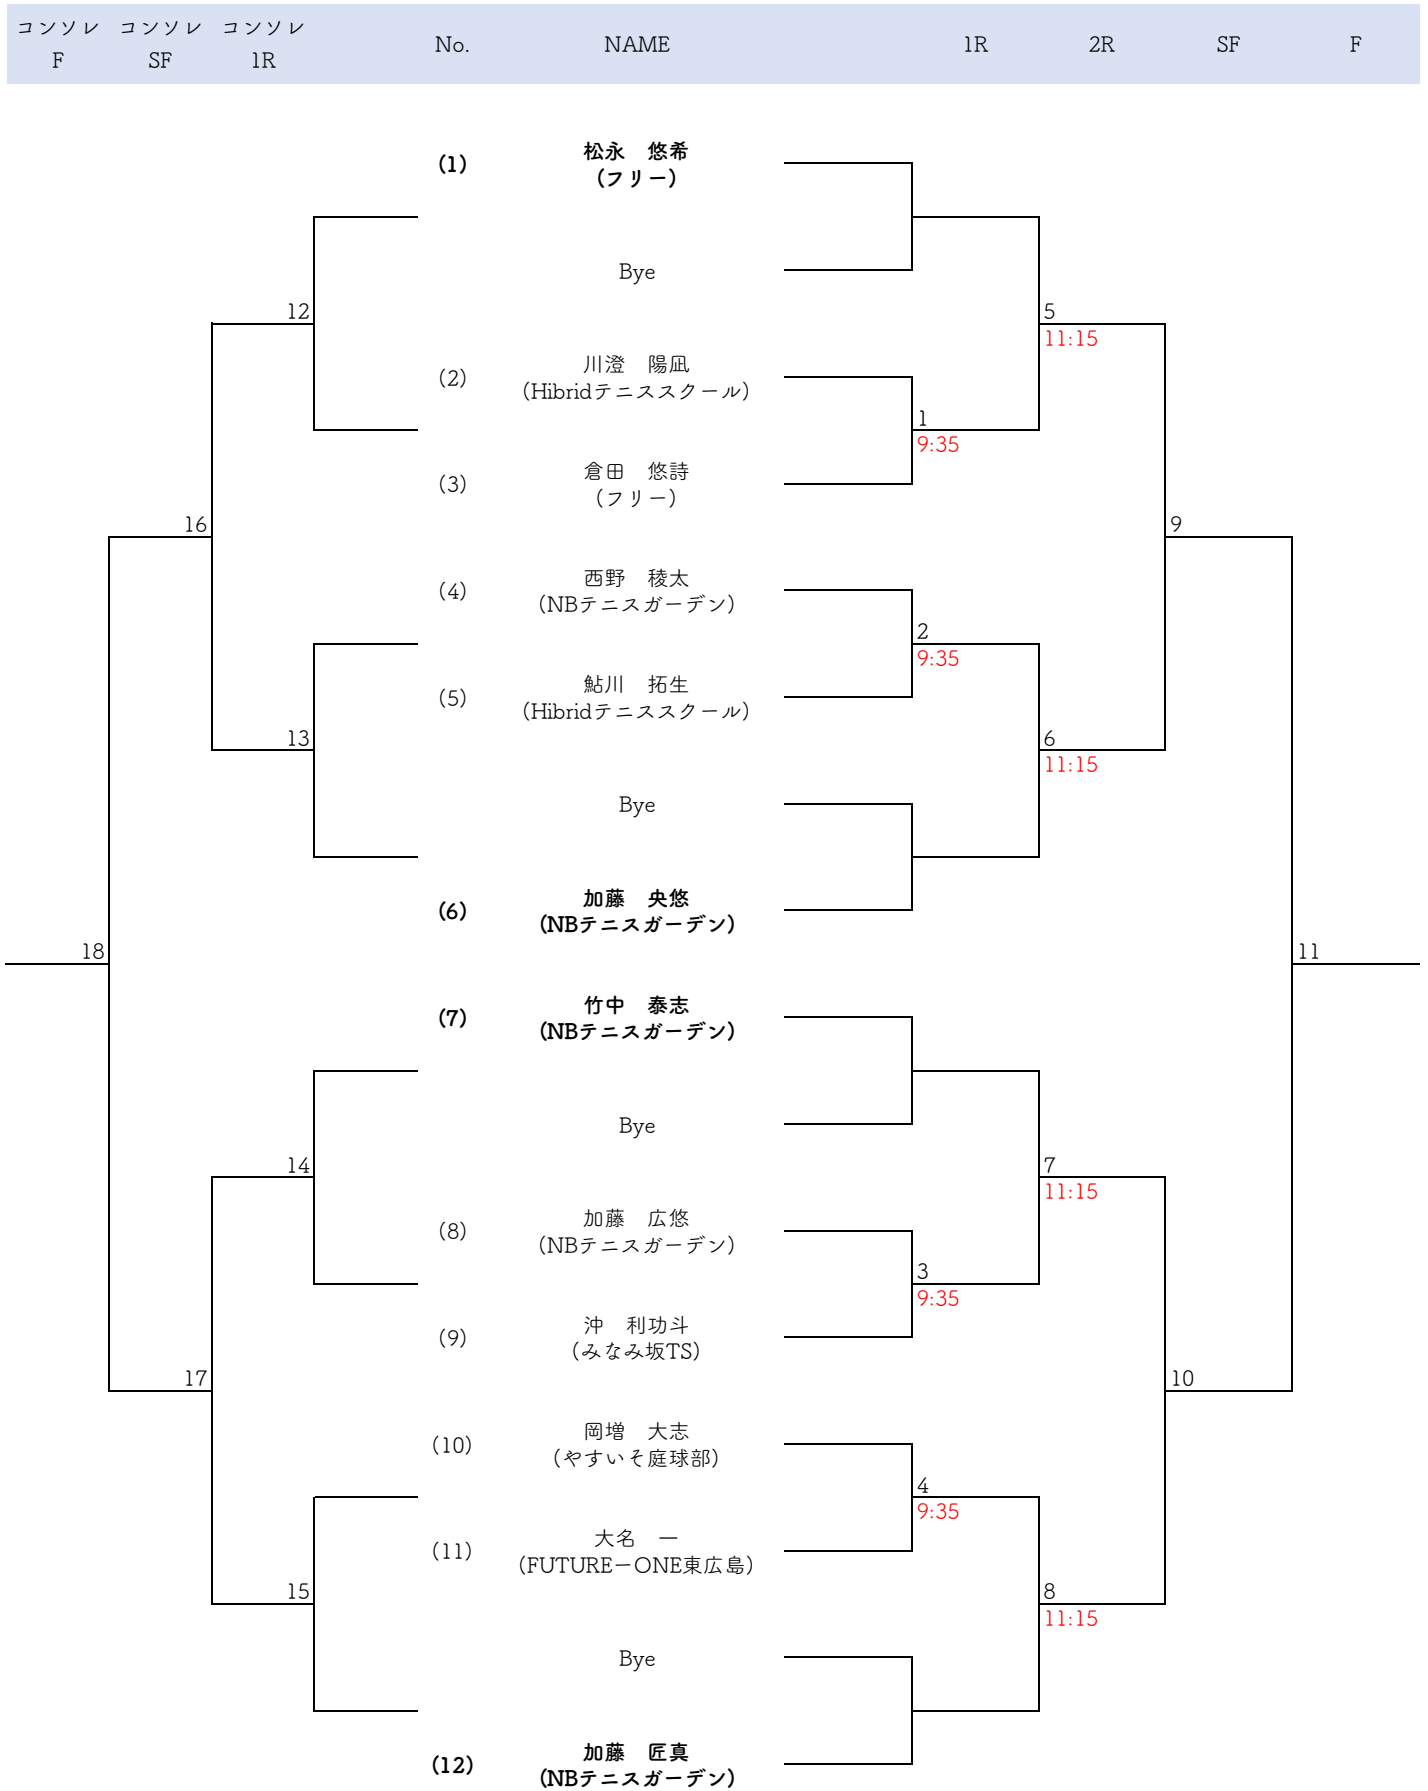 コンソレ コンソレ コンソレ
F SF 1R No. NAME 1R 2R SF F
(1) 松永　悠希
(フリー)
Bye
12
5
11:15
(2) 川澄　陽凪
(Hibridテニススクール)
1
9:35
(3) 倉田　悠詩
(フリー)
16
9
(4) 西野　稜太
(NBテニスガーデン)
2
9:35
(5) 鮎川　拓生
(Hibridテニススクール)
13
6
11:15
Bye
(6) 加藤　央悠
(NBテニスガーデン)
18
11
(7) 竹中　泰志
(NBテニスガーデン)
Bye
14
7
11:15
(8) 加藤　広悠
(NBテニスガーデン)
3
9:35
(9) 沖　利功斗
(みなみ坂TS)
17
10
(10) 岡増　大志
(やすいそ庭球部)
4
9:35
(11) 大名　一
(FUTURE－ONE東広島)
15
8
11:15
Bye
(12) 加藤　匠真
(NBテニスガーデン)